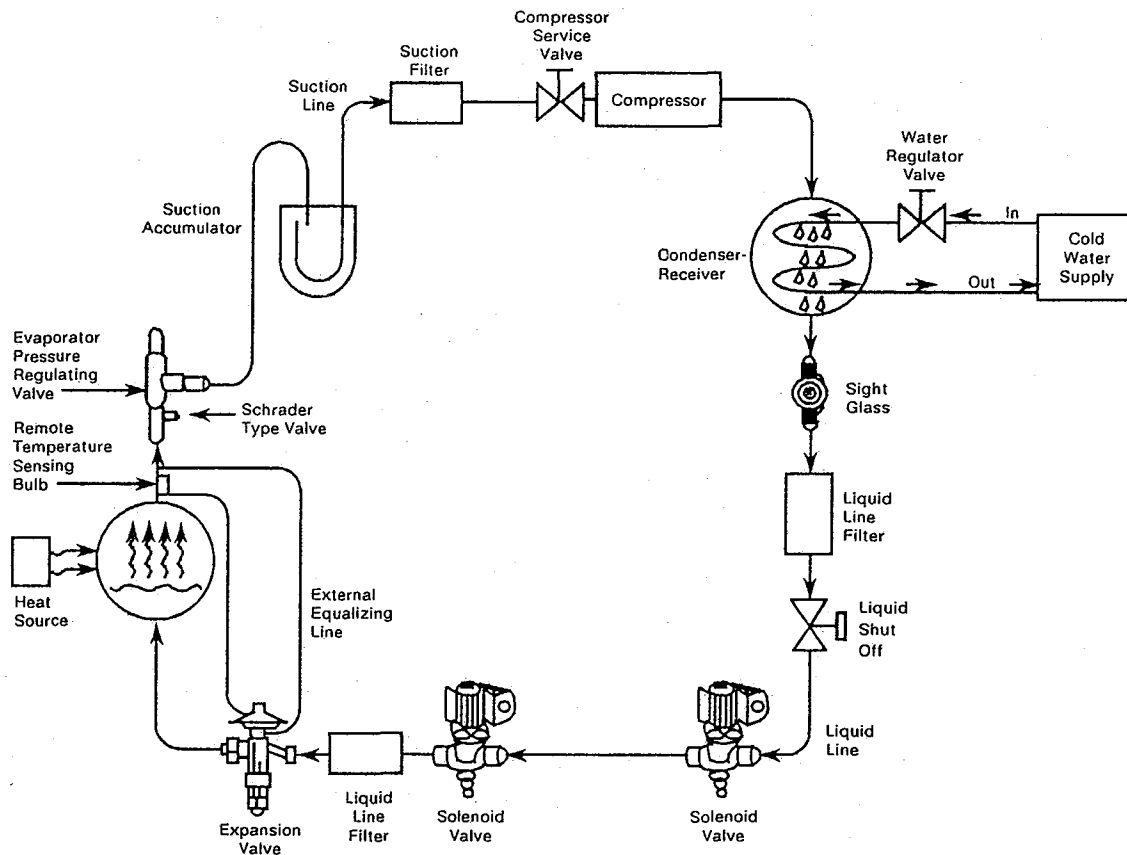 Compressor
Service
Valve
Suction
Filter
Suction
Line
Compressor
Water
Regulator
Valve
Suction
Accumulator
In
Condenser-
Receiver
Cold
Water
Supply
Out
Evaporator
Pressure
Regulating
Valve
Schrader
Type Valve
Sight
Glass
Remote
Temperature
Sensing
Bulb
Liquid
Line
Filter
Heat
Source
External
Equalizing
Line
Liquid
Shut
Off
Liquid
Line
Expansion
Valve
Liquid
Line
Filter
Solenoid
Valve
Solenoid
Valve